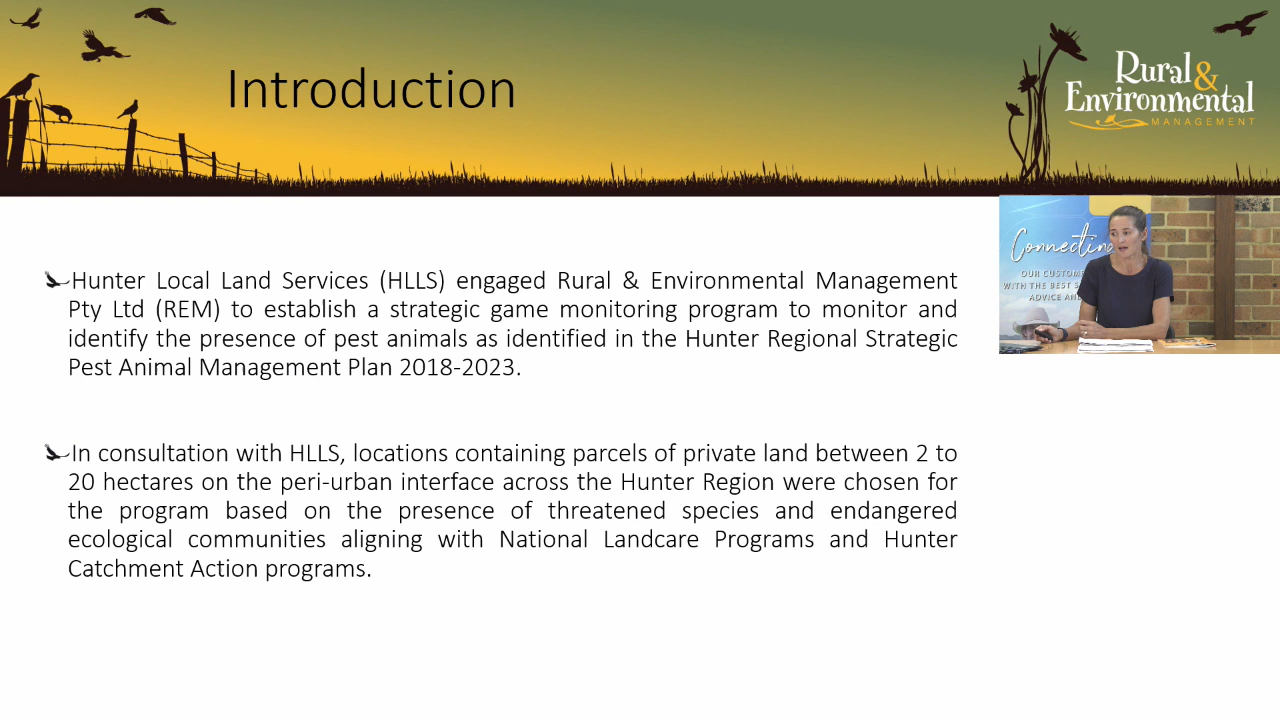 Introduction
Rural &
Environmental
MANAGEMENT
Hunter Local Land Services (HLLS) engaged Rural & Environmental Management
Pty Ltd (REM) to establish a strategic game monitoring program to monitor and
identify the presence of pest animals as identified in the Hunter Regional Strategic
Pest Animal Management Plan 2018-2023.
In consultation with HLLS, locations containing parcels of private land between 2 to
20 hectares on the peri-urban interface across the Hunter Region were chosen for
the program based on the presence of threatened species and endangered
ecological communities aligning with National Landcare Programs and Hunter
Catchment Action programs.
Connecting
OUR CUSTOME
WITH THE BEST S
ADVICE AN